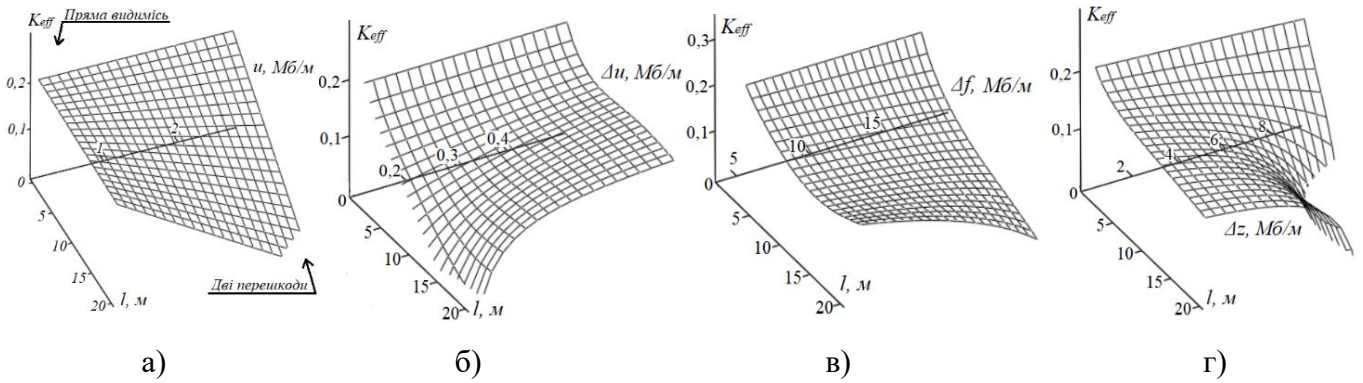 Keff
Пряма видимісь
0,2
0,1
0
1
2
u, Мб/м
5
10
15
20
l, м
Дві перешкоди
а)
Keff
0,2
0,1
0
0,2
0,3
0,4
Δu, Мб/м
5
10
15
20
l, м
б)
Keff
0,3
0,2
0,1
0
5
10
15
Δf, Мб/м
5
10
15
20
l, м
в)
Keff
0,2
0,1
0
2
4
6
8
Δz, Мб/м
5
10
15
20
l, м
г)